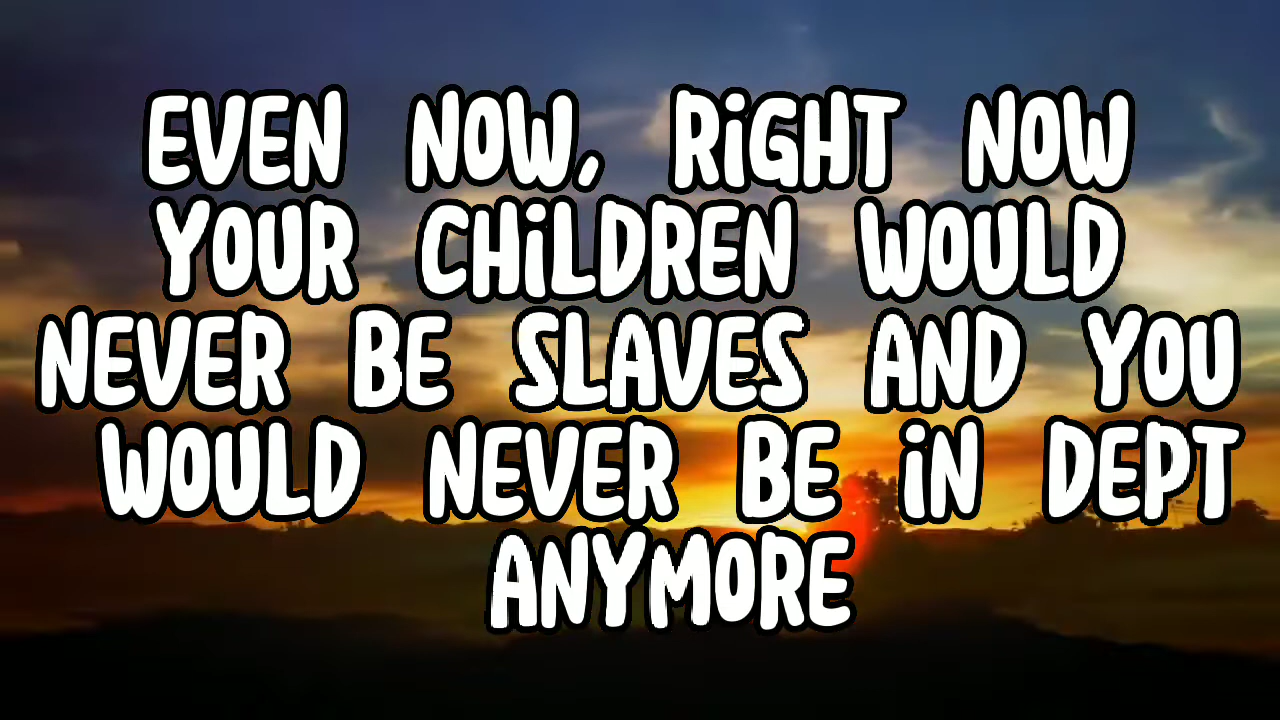 EVEN NOW, RiGHT NOW
YOUR CHiLDREN WOULD
NEVER BE SLAVES AND YOU
WOULD NEVER BE iN DEPT
ANYMORE